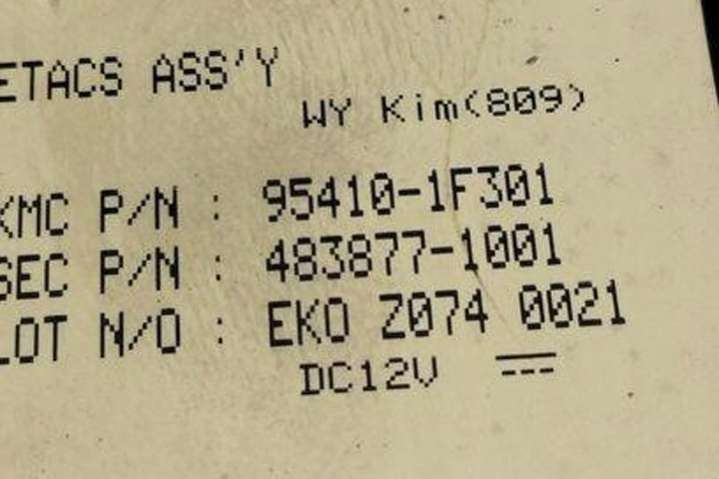 ETACS ASS'Y
WY Kim(809)
KMC P/N : 95410-1F301
SEC P/N : 483877-1001
LOT N/O : EKO Z074 0021
DC12V ⎓